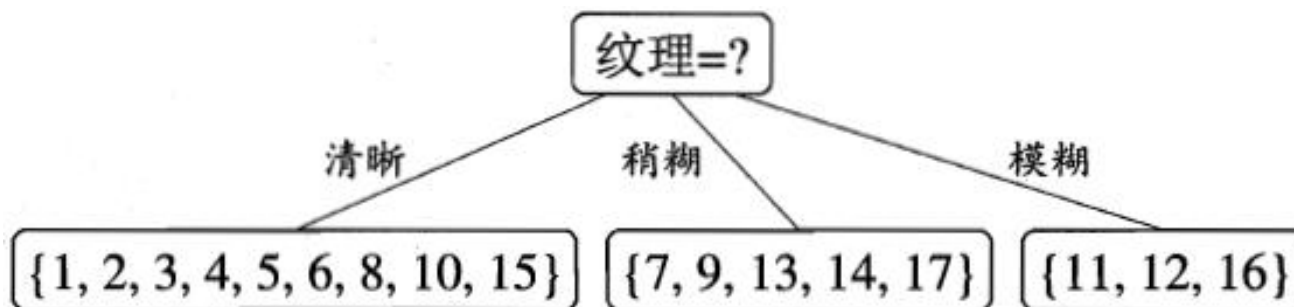 纹理=?
清晰 稍糊 模糊
{1, 2, 3, 4, 5, 6, 8, 10, 15} {7, 9, 13, 14, 17} {11, 12, 16}